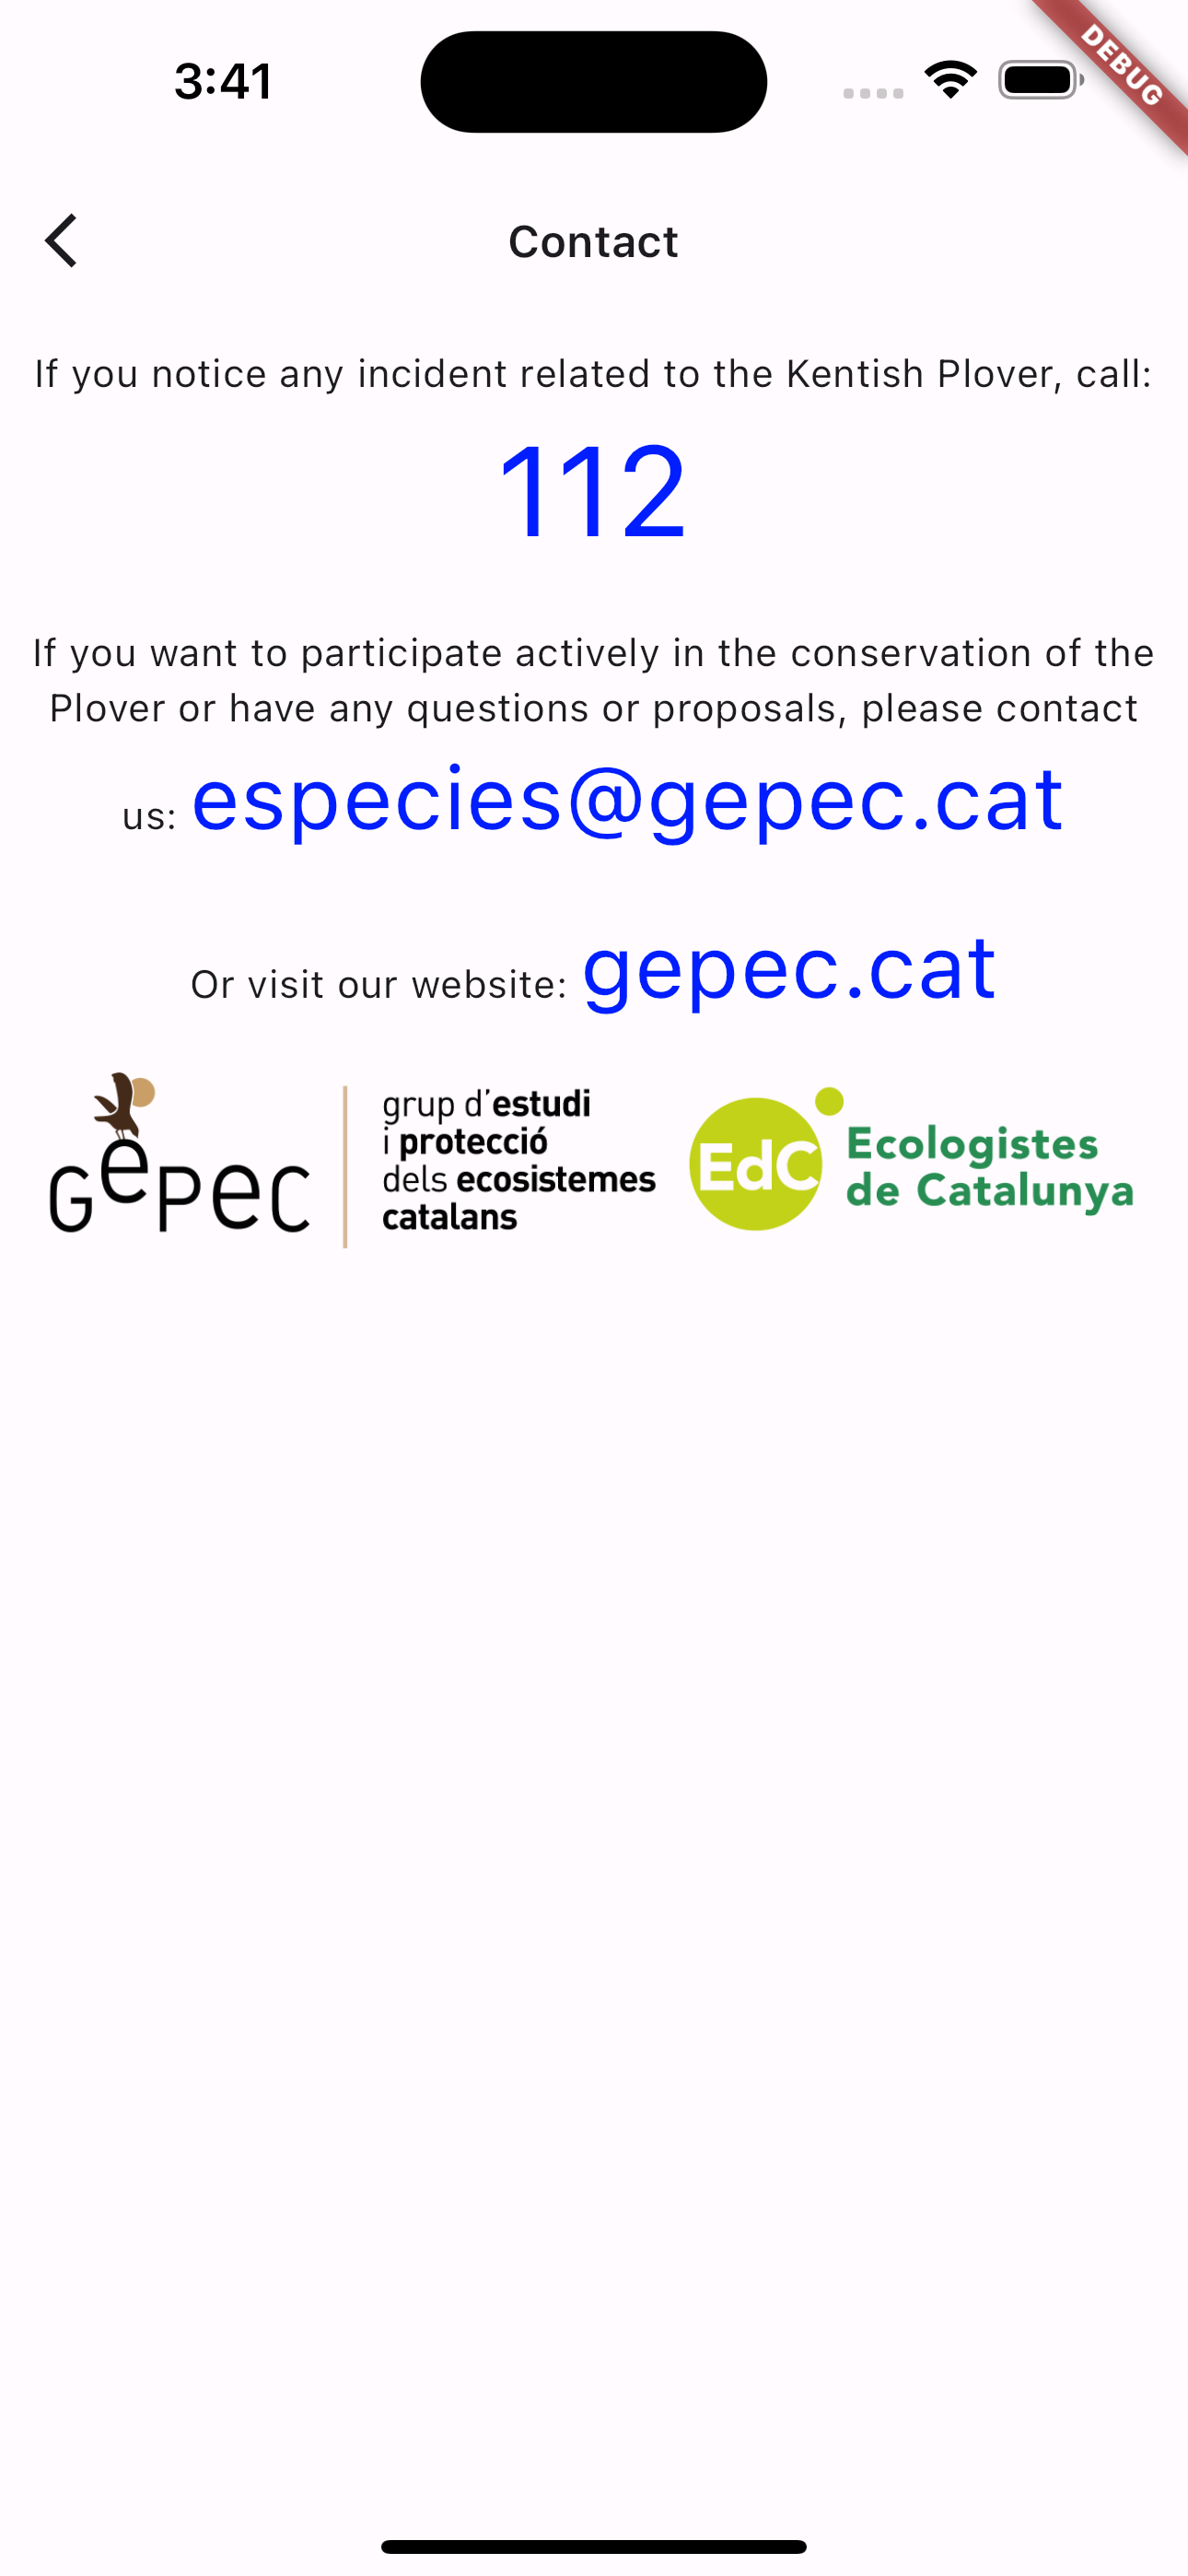 3:41
DEBUG
Contact
If you notice any incident related to the Kentish Plover, call:
112
If you want to participate actively in the conservation of the
Plover or have any questions or proposals, please contact
us: especies@gepec.cat
Or visit our website: gepec.cat
GePeC
grup d'estudi
i protecció
dels ecosistemes
catalans
EdC
Ecologistes
de Catalunya